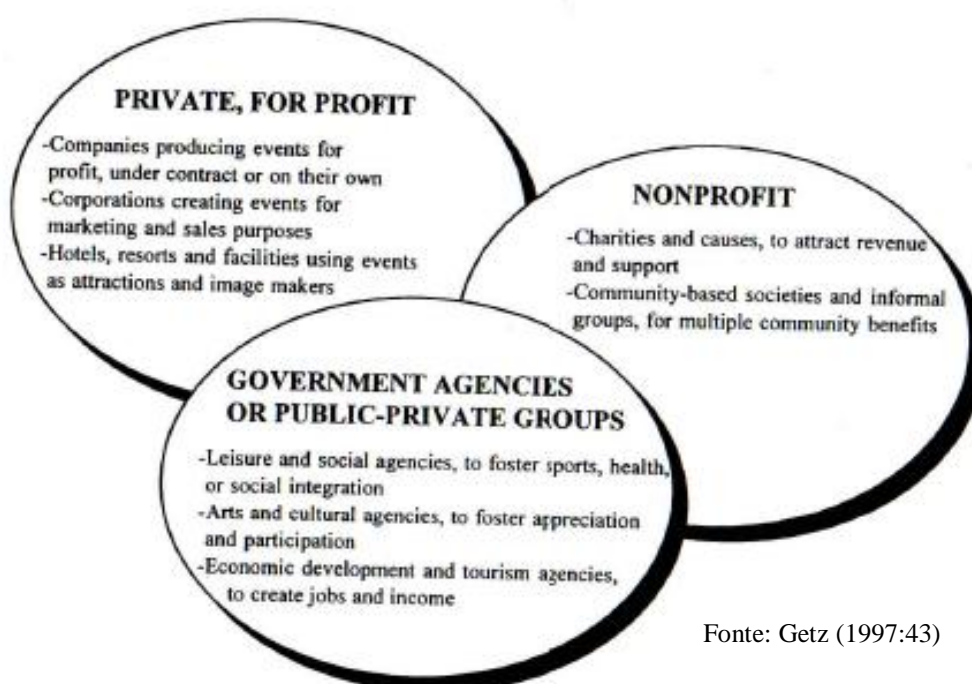 PRIVATE, FOR PROFIT
-Companies producing events for
profit, under contract or on their own
-Corporations creating events for
marketing and sales purposes
-Hotels, resorts and facilities using events
as attractions and image makers
NONPROFIT
-Charities and causes, to attract revenue
and support
-Community-based societies and informal
groups, for multiple community benefits
GOVERNMENT AGENCIES
OR PUBLIC-PRIVATE GROUPS
-Leisure and social agencies, to foster sports, health,
or social integration
-Arts and cultural agencies, to foster appreciation
and participation
-Economic development and tourism agencies,
to create jobs and income
Fonte: Getz (1997:43)